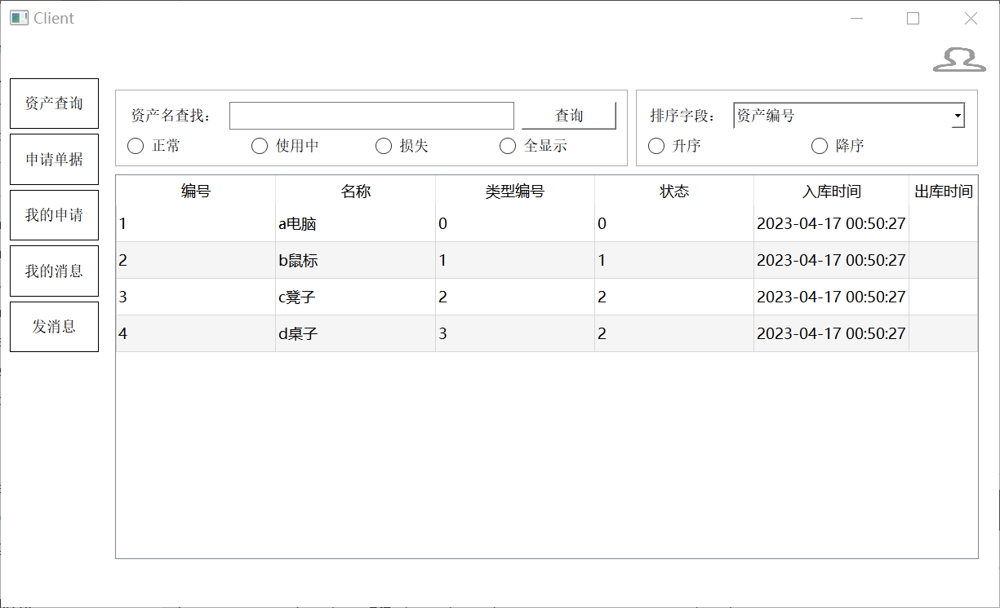 Client
资产查询
申请单据
我的申请
我的消息
发消息
资产名查找： 查询
正常 使用中 损失 全显示
排序字段： 资产编号
升序 降序
编号 名称 类型编号 状态 入库时间 出库时间
1 a电脑 0 0 2023-04-17 00:50:27
2 b鼠标 1 1 2023-04-17 00:50:27
3 c凳子 2 2 2023-04-17 00:50:27
4 d桌子 3 2 2023-04-17 00:50:27